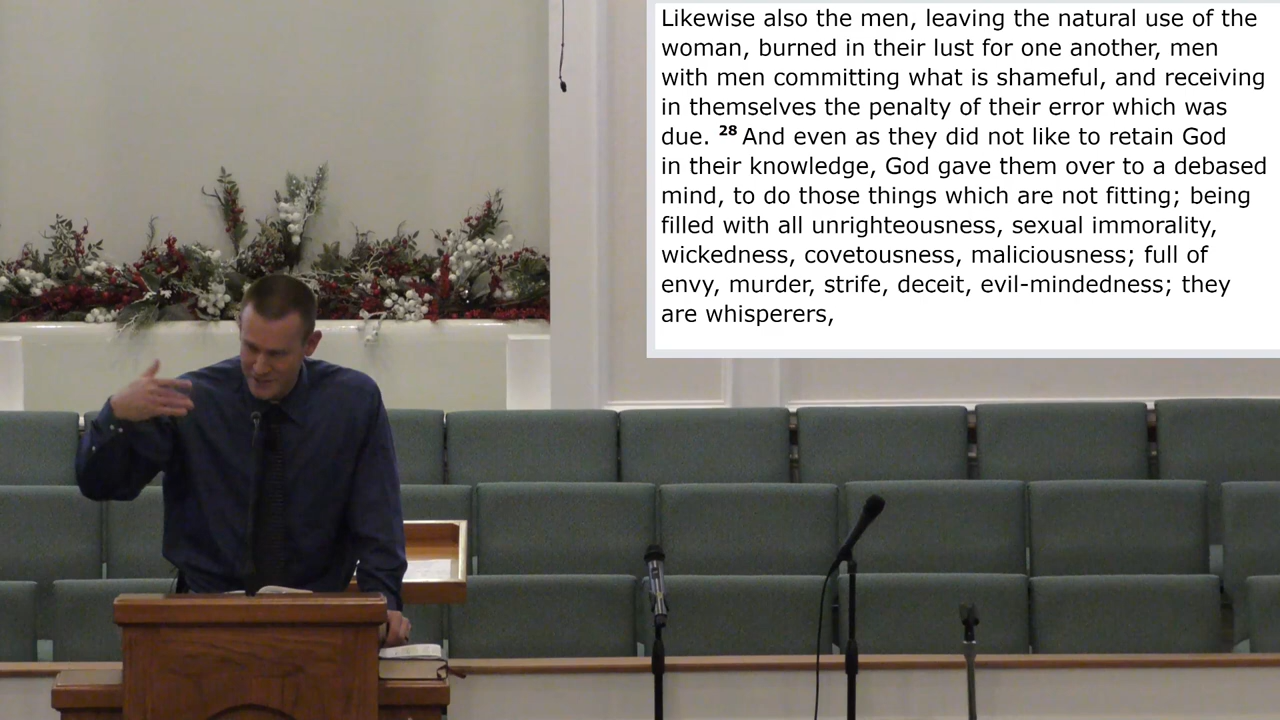 Likewise also the men, leaving the natural use of the
woman, burned in their lust for one another, men
with men committing what is shameful, and receiving
in themselves the penalty of their error which was
due. 28 And even as they did not like to retain God
in their knowledge, God gave them over to a debased
mind, to do those things which are not fitting; being
filled with all unrighteousness, sexual immorality,
wickedness, covetousness, maliciousness; full of
envy, murder, strife, deceit, evil-mindedness; they
are whisperers,